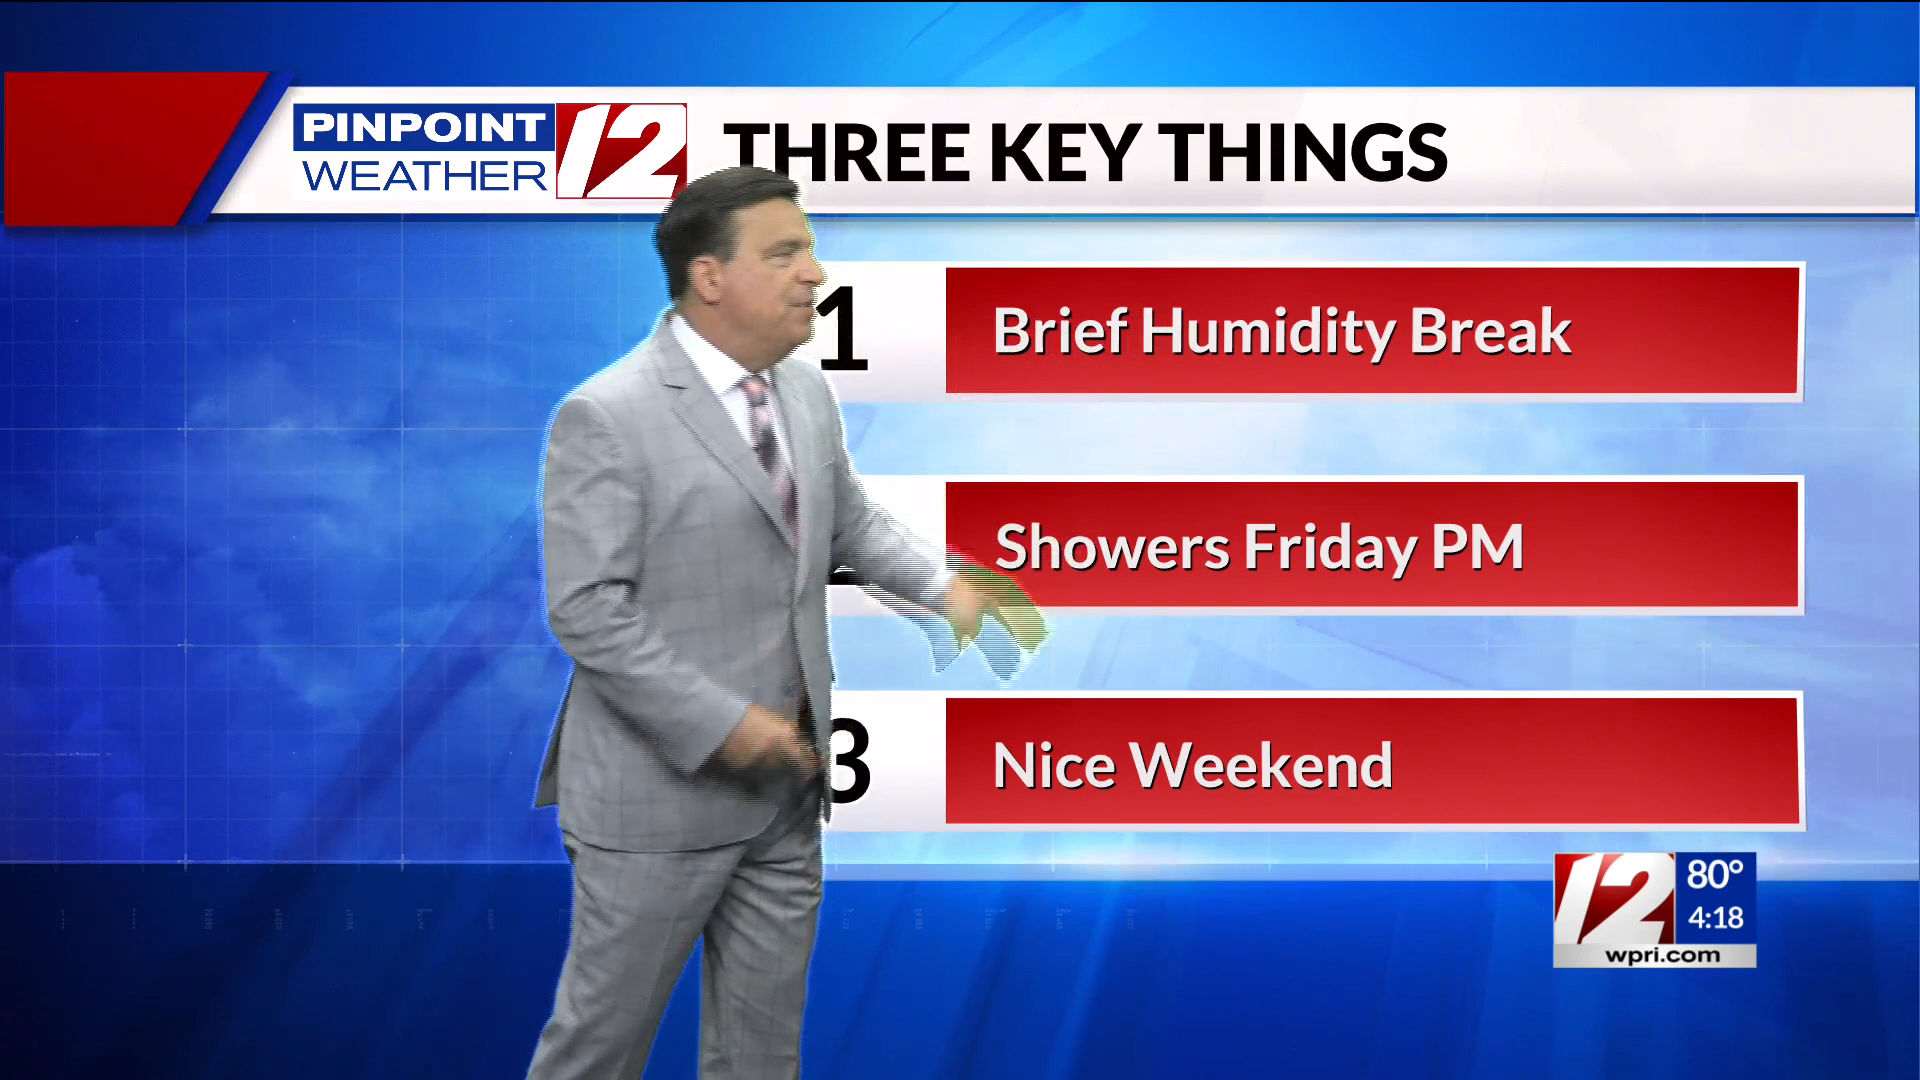 PINPOINT
WEATHER 12
THREE KEY THINGS
1
Brief Humidity Break
Showers Friday PM
3
Nice Weekend
12
80°
4:18
wpri.com